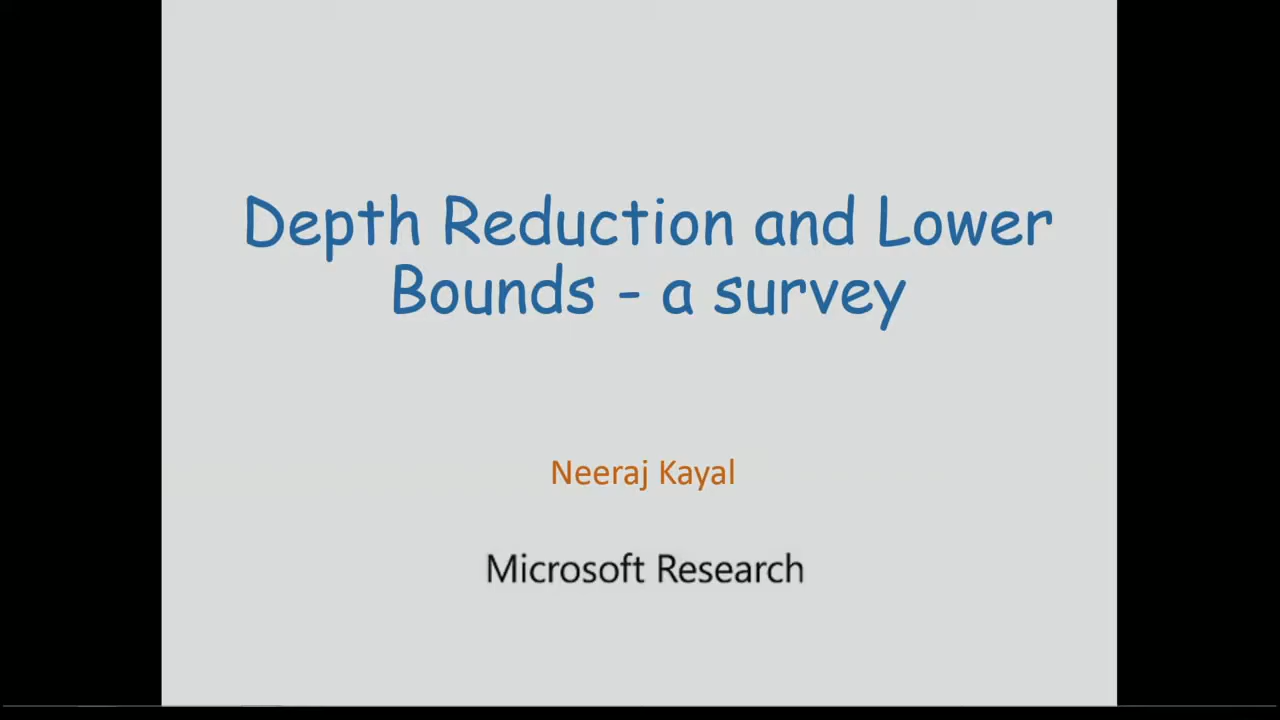 Depth Reduction and Lower
Bounds - a survey
Neeraj Kayal
Microsoft Research